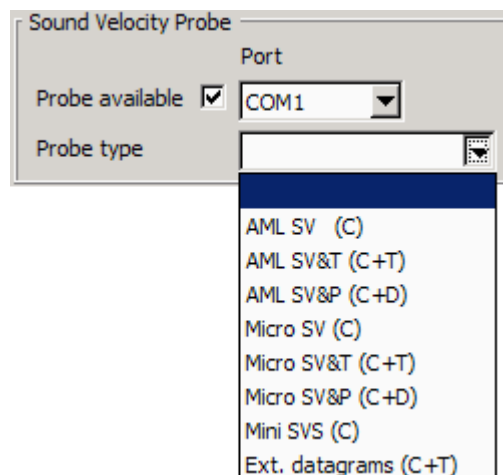 Sound Velocity Probe
Port
Probe available COM1
Probe type
AML SV (C)
AML SV&T (C+T)
AML SV&P (C+D)
Micro SV (C)
Micro SV&T (C+T)
Micro SV&P (C+D)
Mini SVS (C)
Ext. datagrams (C+T)